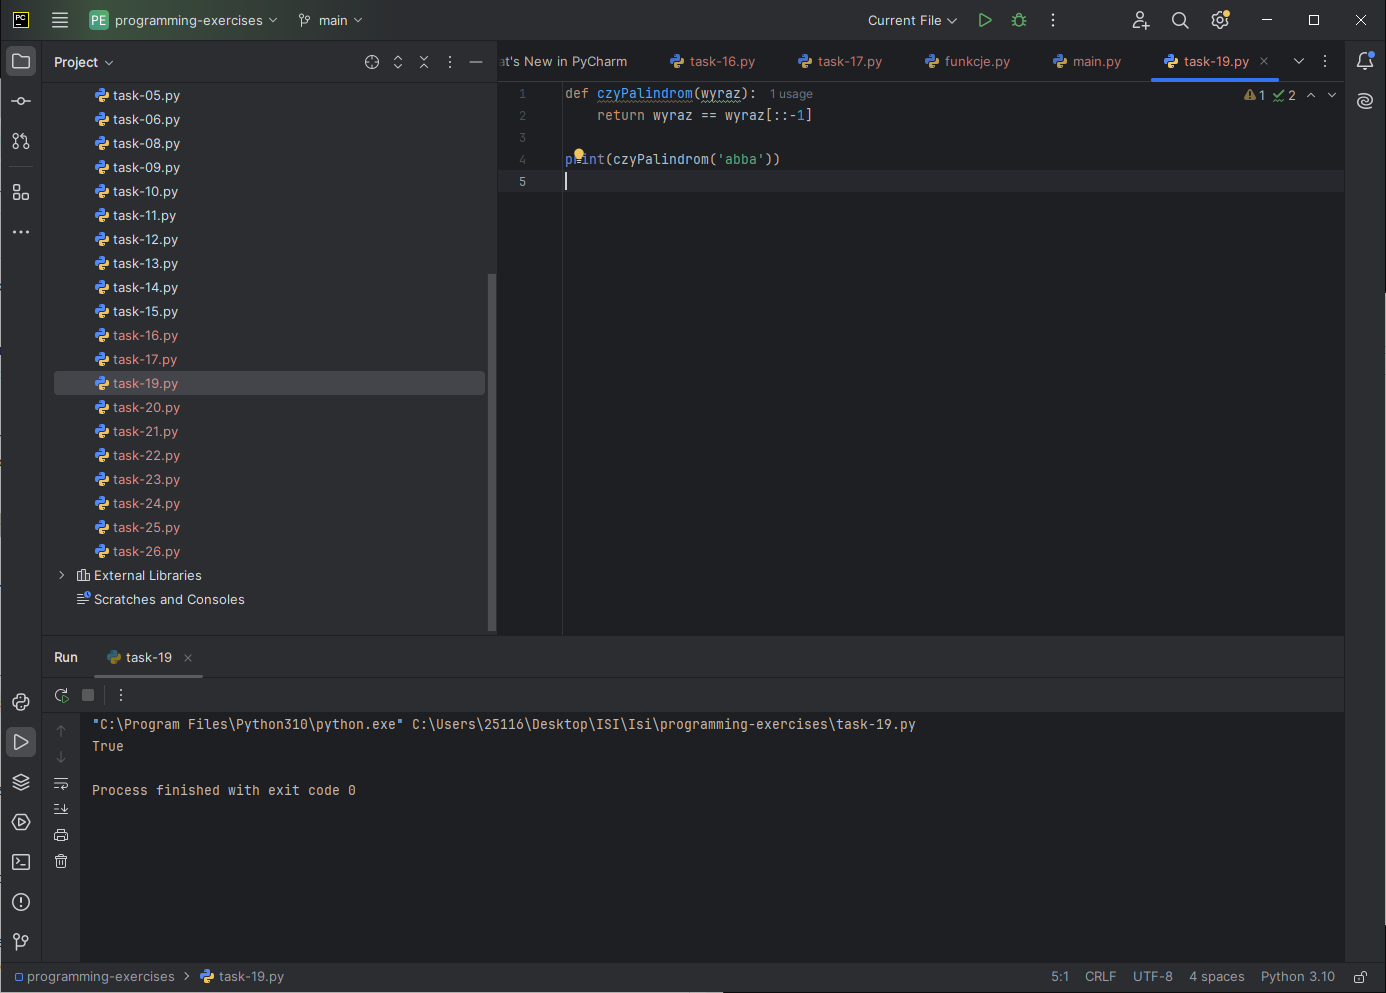 PC
PE programming-exercises main Current File
Project
at's New in PyCharm task-16.py task-17.py funkcje.py main.py task-19.py
task-05.py
task-06.py
task-08.py
task-09.py
task-10.py
task-11.py
task-12.py
task-13.py
task-14.py
task-15.py
task-16.py
task-17.py
task-19.py
task-20.py
task-21.py
task-22.py
task-23.py
task-24.py
task-25.py
task-26.py
External Libraries
Scratches and Consoles
1 def czyPalindrom(wyraz): 1 usage
2 return wyraz == wyraz[::-1]
3
4 print(czyPalindrom('abba'))
5
1 2
Run task-19
"C:\Program Files\Python310\python.exe" C:\Users\25116\Desktop\ISI\Isi\programming-exercises\task-19.py
True
Process finished with exit code 0
programming-exercises > task-19.py 5:1 CRLF UTF-8 4 spaces Python 3.10